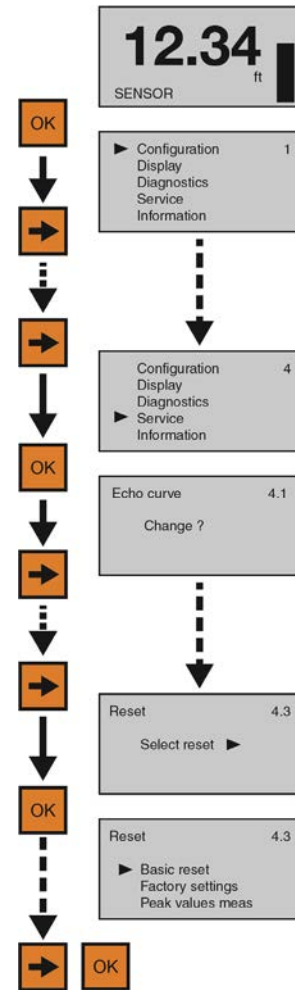 12.34
ft
SENSOR
OK
Configuration 1
Display
Diagnostics
Service
Information
Configuration 4
Display
Diagnostics
Service
Information
OK
Echo curve 4.1
Change ?
Reset 4.3
Select reset
OK
Reset 4.3
Basic reset
Factory settings
Peak values meas
OK